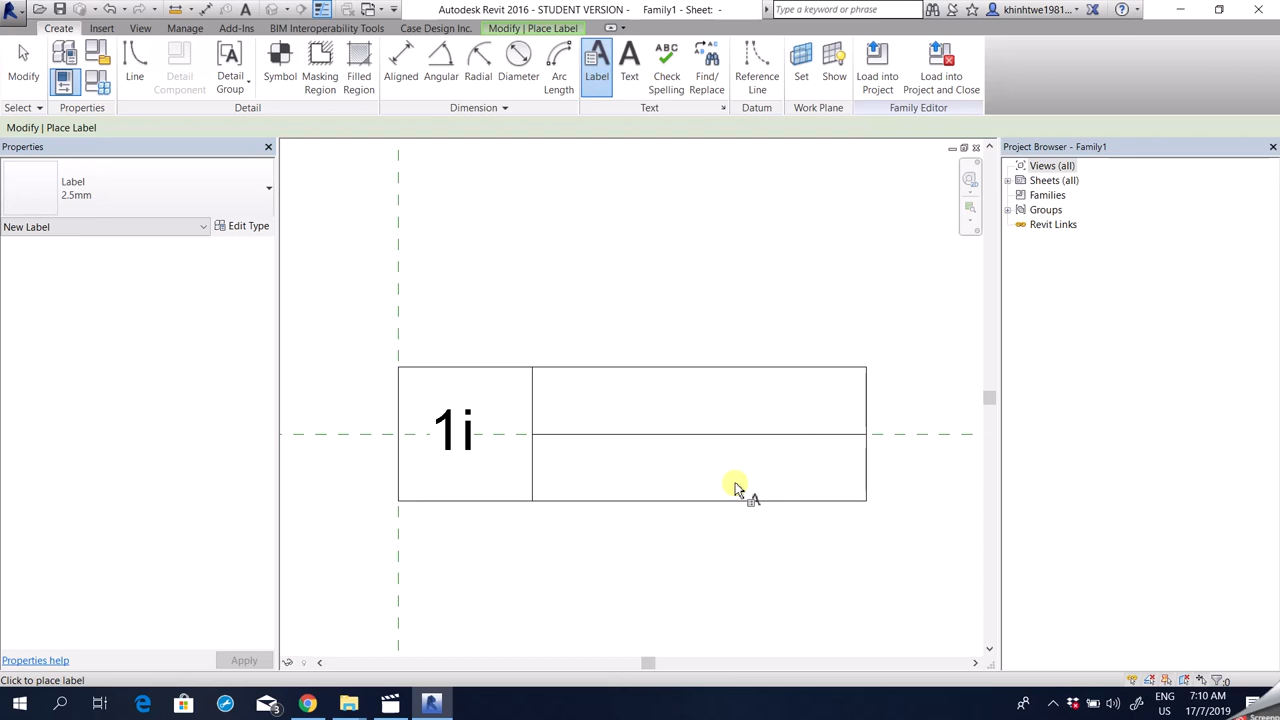 Autodesk Revit 2016 - STUDENT VERSION - Family1 - Sheet: -
Type a keyword or phrase
khintwe1981...
Create Insert View Manage Add-Ins BIM Interoperability Tools Case Design Inc. Modify | Place Label
Modify
Line
Detail Component
Detail Group
Symbol
Masking Region
Filled Region
Aligned
Angular
Radial
Diameter
Arc Length
A
Label
A
Text
ABC
Check Spelling
Find/ Replace
Reference Line
Set
Show
Load into Project
Load into Project and Close
Select Properties Detail Dimension Text Datum Work Plane Family Editor
Modify | Place Label
Properties
Label
2.5mm
New Label
Edit Type
Properties help
Apply
1i
A
Project Browser - Family1
Views (all)
Sheets (all)
Families
Groups
Revit Links
Click to place label
:0
3
ENG
US
7:10 AM
17/7/2019